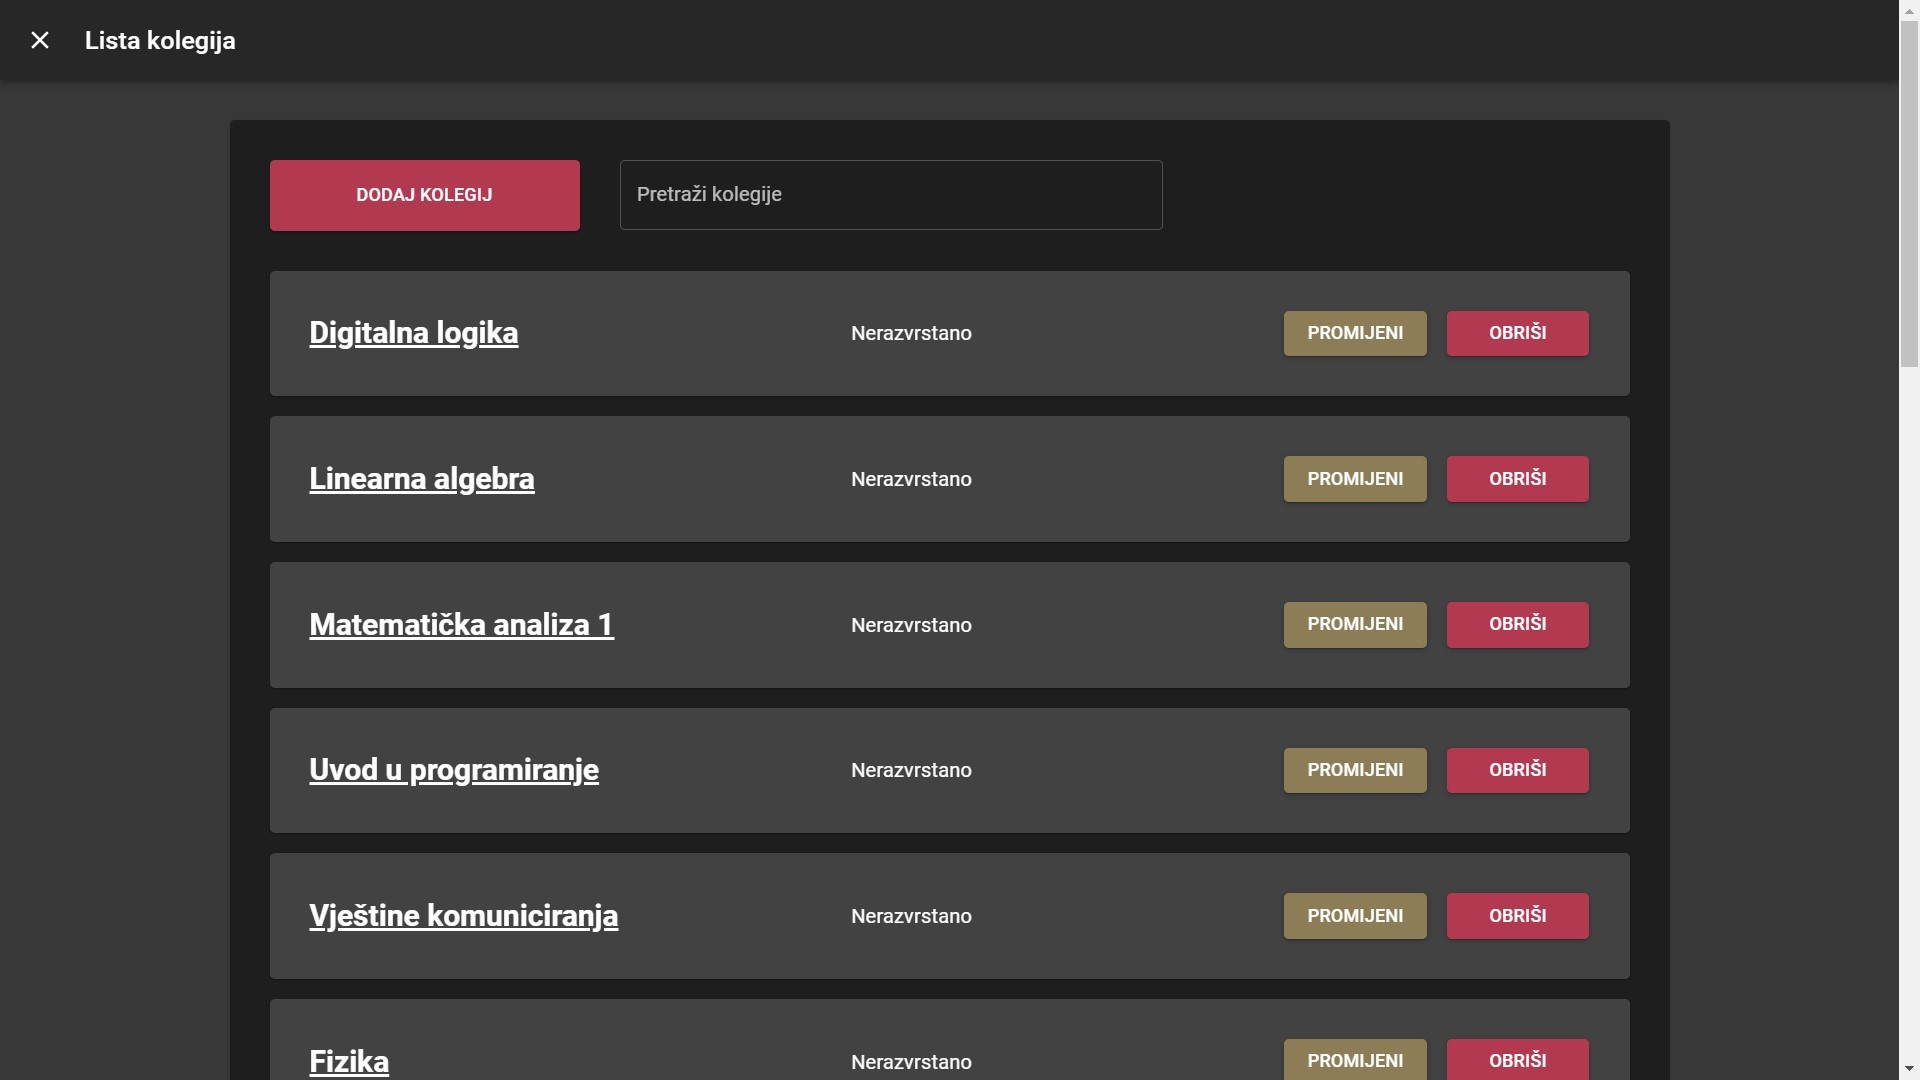 Lista kolegija
DODAJ KOLEGIJ
Pretraži kolegije
Digitalna logika Nerazvrstano PROMIJENI OBRIŠI
Linearna algebra Nerazvrstano PROMIJENI OBRIŠI
Matematička analiza 1 Nerazvrstano PROMIJENI OBRIŠI
Uvod u programiranje Nerazvrstano PROMIJENI OBRIŠI
Vještine komuniciranja Nerazvrstano PROMIJENI OBRIŠI
Fizika Nerazvrstano PROMIJENI OBRIŠI